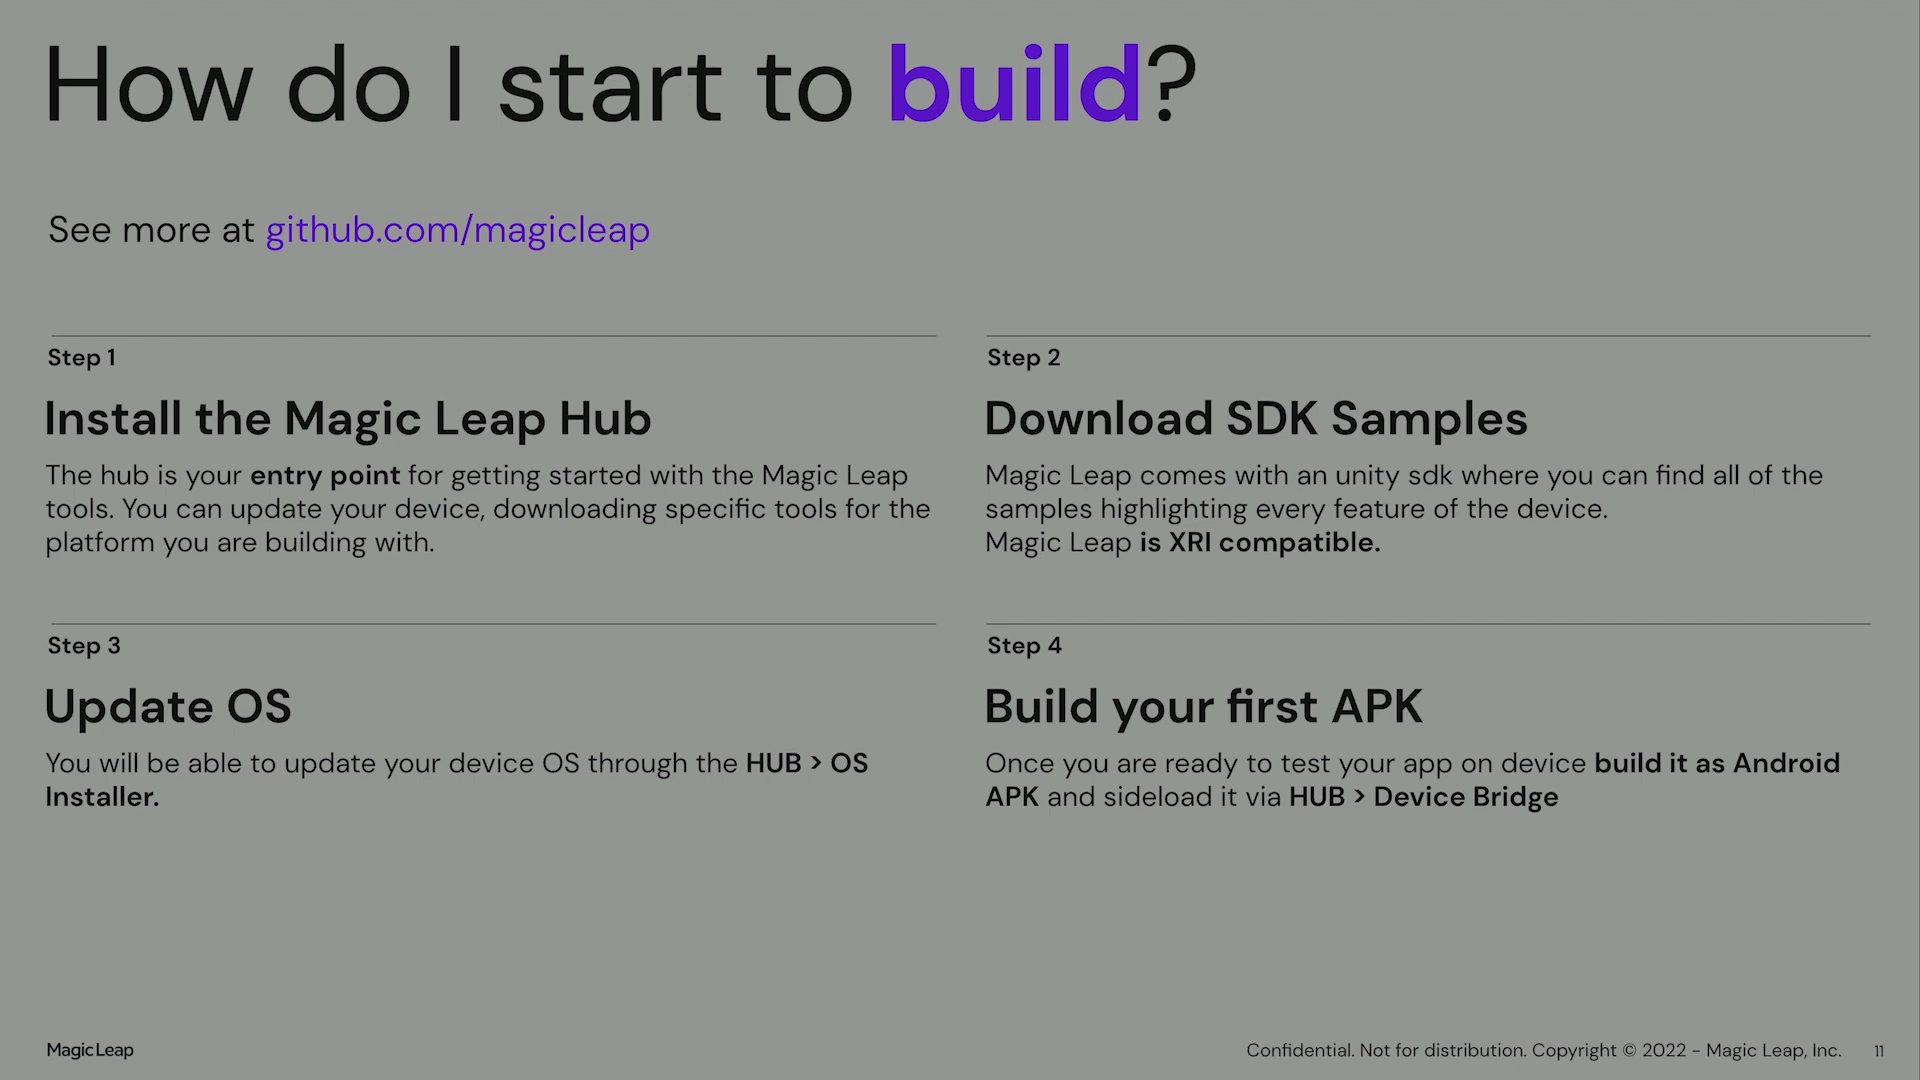 How do I start to build?
See more at github.com/magicleap
Step 1
Install the Magic Leap Hub
The hub is your entry point for getting started with the Magic Leap
tools. You can update your device, downloading specific tools for the
platform you are building with.
Step 2
Download SDK Samples
Magic Leap comes with an unity sdk where you can find all of the
samples highlighting every feature of the device.
Magic Leap is XRI compatible.
Step 3
Update OS
You will be able to update your device OS through the HUB > OS
Installer.
Step 4
Build your first APK
Once you are ready to test your app on device build it as Android
APK and sideload it via HUB > Device Bridge
Magic Leap
Confidential. Not for distribution. Copyright © 2022 - Magic Leap, Inc. 11